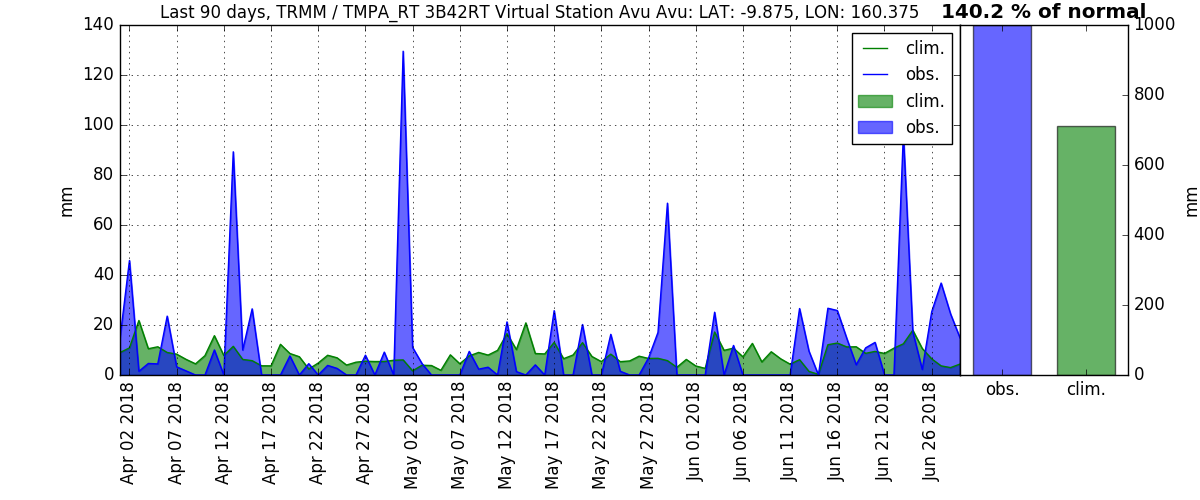 Last 90 days, TRMM / TMPA_RT 3B42RT Virtual Station Avu Avu: LAT: -9.875, LON: 160.375
140.2 % of normal
mm
140
120
100
80
60
40
20
0
clim.
obs.
clim.
obs.
Apr 02 2018
Apr 07 2018
Apr 12 2018
Apr 17 2018
Apr 22 2018
Apr 27 2018
May 02 2018
May 07 2018
May 12 2018
May 17 2018
May 22 2018
May 27 2018
Jun 01 2018
Jun 06 2018
Jun 11 2018
Jun 16 2018
Jun 21 2018
Jun 26 2018
1000
800
600
400
200
0
mm
obs.
clim.